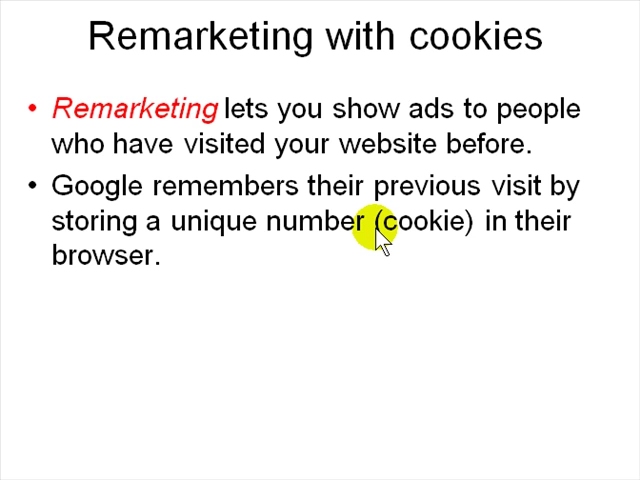 Remarketing with cookies
• Remarketing lets you show ads to people
who have visited your website before.
• Google remembers their previous visit by
storing a unique number (cookie) in their
browser.